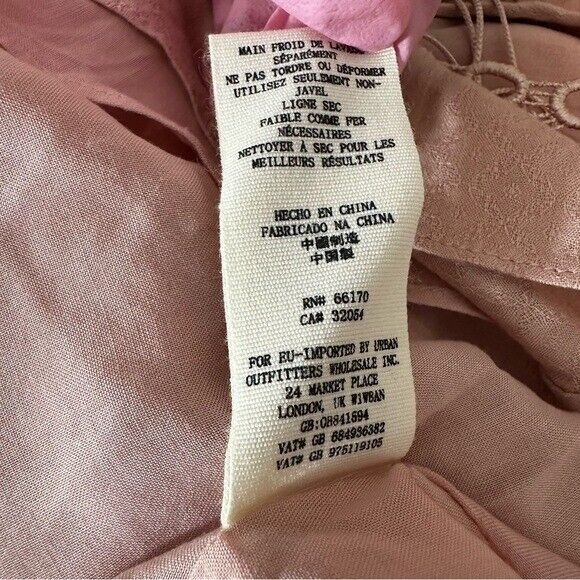 MAIN FROID DE LAVER
SÉPARÉMENT
NE PAS TORDRE OU DÉFORMER
UTILISEZ SEULEMENT NON-
JAVEL
LIGNE SEC
FAIBLE COMME FER
NÉCESSAIRES
NETTOYER À SEC POUR LES
MEILLEURS RÉSULTATS
HECHO EN CHINA
FABRICADO NA CHINA
中國制造
中国製
RN# 66170
CA# 32054
FOR EU-IMPORTED BY URBAN
OUTFITTERS WHOLESALE INC.
24 MARKET PLACE
LONDON, UK W1W8AN
GB:08841594
VAT# GB 684936382
VAT# GB 975119105